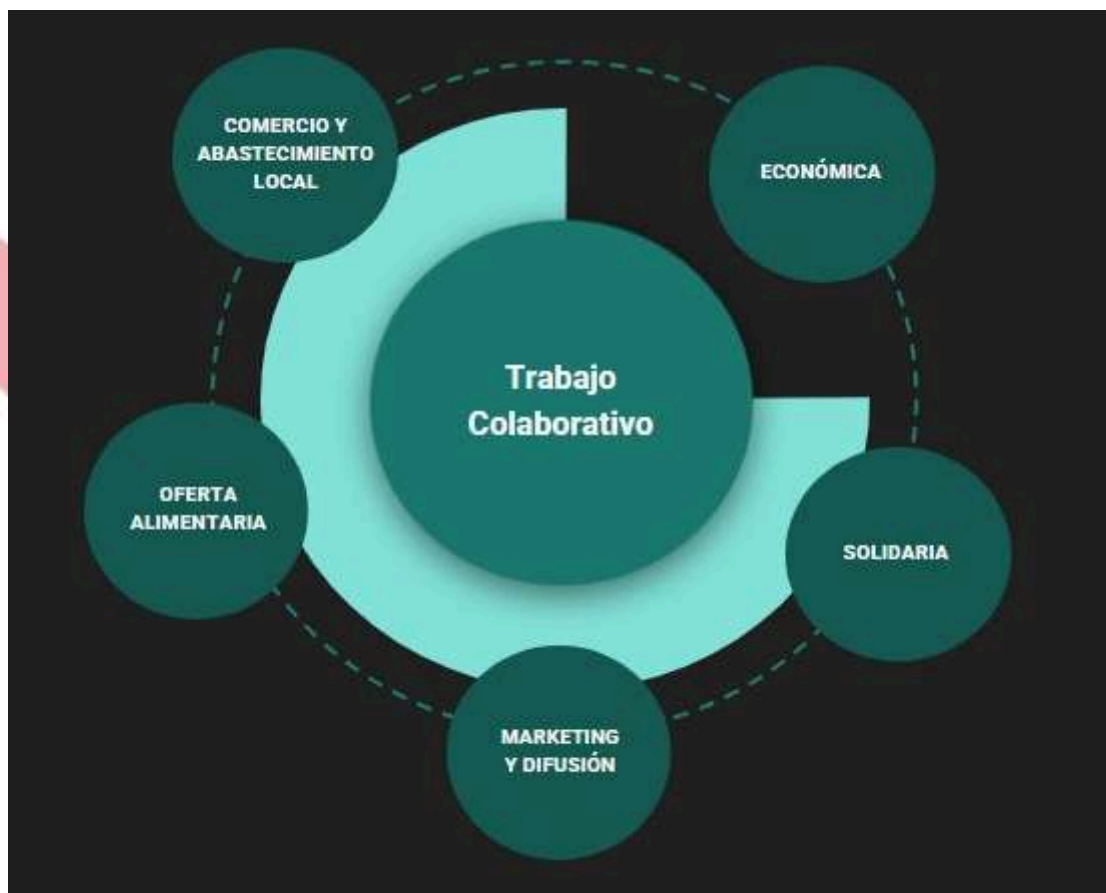 COMERCIO Y
ABASTECIMIENTO
LOCAL
ECONÓMICA
Trabajo
Colaborativo
OFERTA
ALIMENTARIA
SOLIDARIA
MARKETING
Y DIFUSIÓN